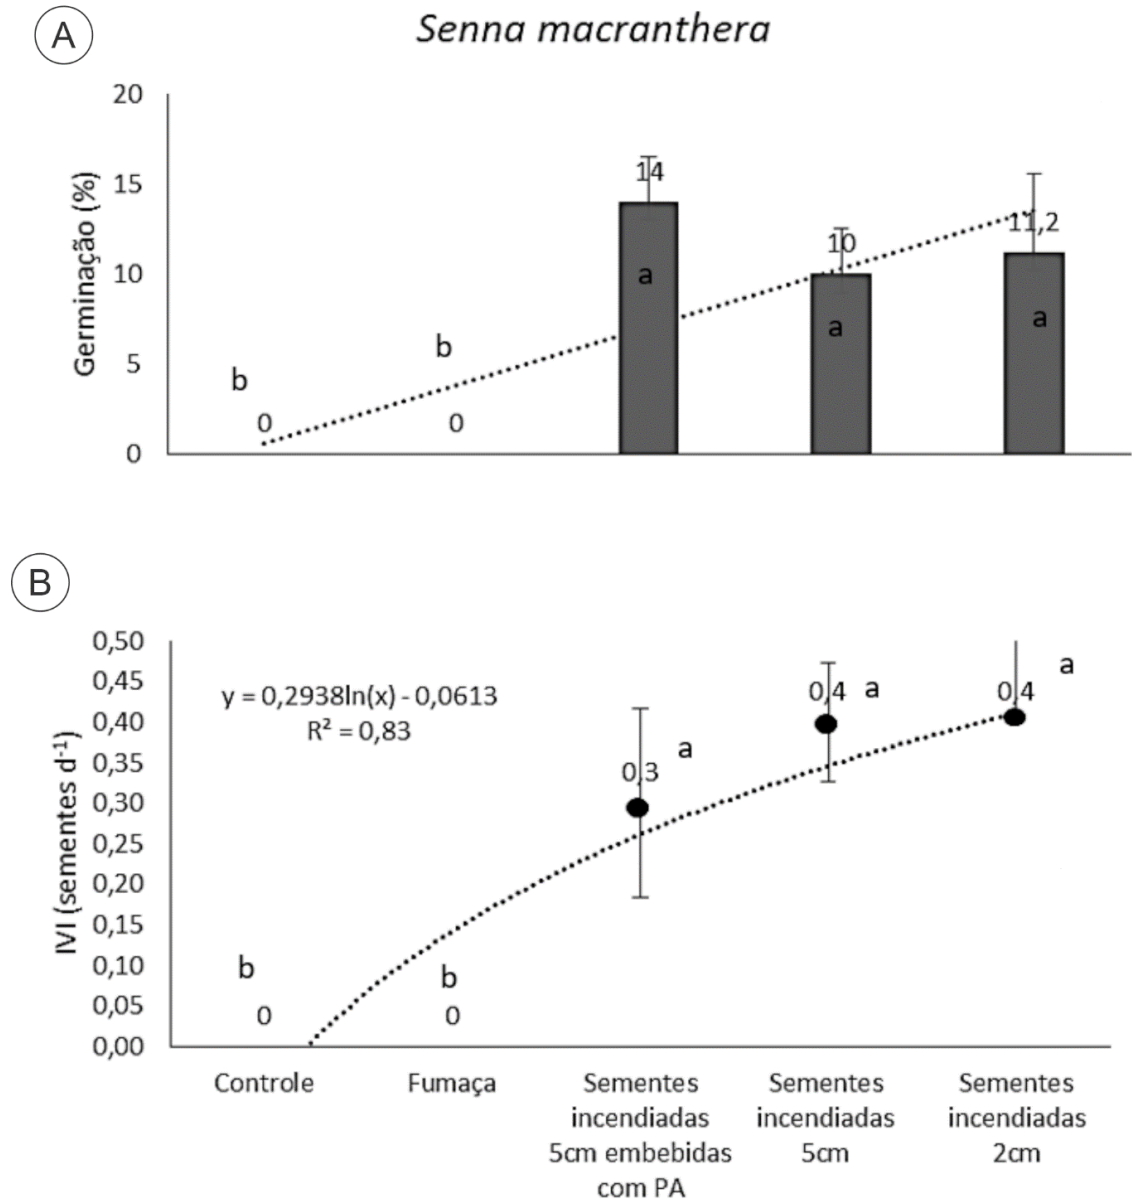 A
Senna macranthera
Germinação (%)
20
15
10
5
0
b
0
b
0
14
a
10
a
11,2
a
B
IVI (sementes d⁻¹)
0,50
0,45
0,40
0,35
0,30
0,25
0,20
0,15
0,10
0,05
0,00
y = 0,2938ln(x) - 0,0613
R² = 0,83
b
0
b
0
0,3
a
0,4
a
0,4
a
Controle
Fumaça
Sementes
incendiadas
5cm embebidas
com PA
Sementes
incendiadas
5cm
Sementes
incendiadas
2cm